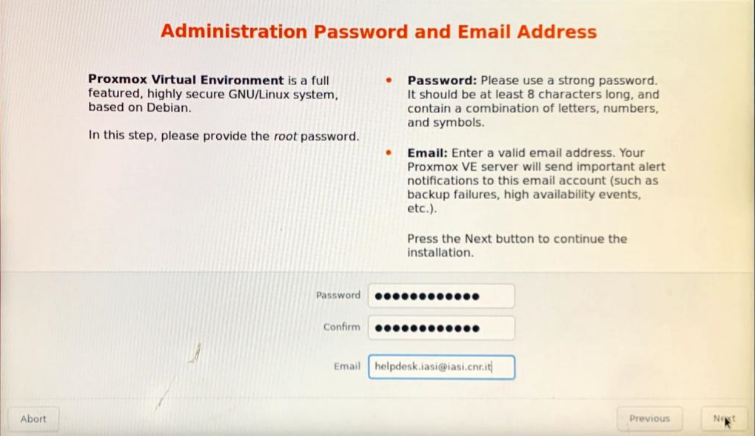 Administration Password and Email Address
Proxmox Virtual Environment is a full
featured, highly secure GNU/Linux system,
based on Debian.
In this step, please provide the root password.
• Password: Please use a strong password.
It should be at least 8 characters long, and
contain a combination of letters, numbers,
and symbols.
• Email: Enter a valid email address. Your
Proxmox VE server will send important alert
notifications to this email account (such as
backup failures, high availability events,
etc.).
Press the Next button to continue the
installation.
Password ●●●●●●●●●●●●
Confirm ●●●●●●●●●●●●
Email helpdesk.iasi@iasi.cnr.it
Abort
Previous
Next